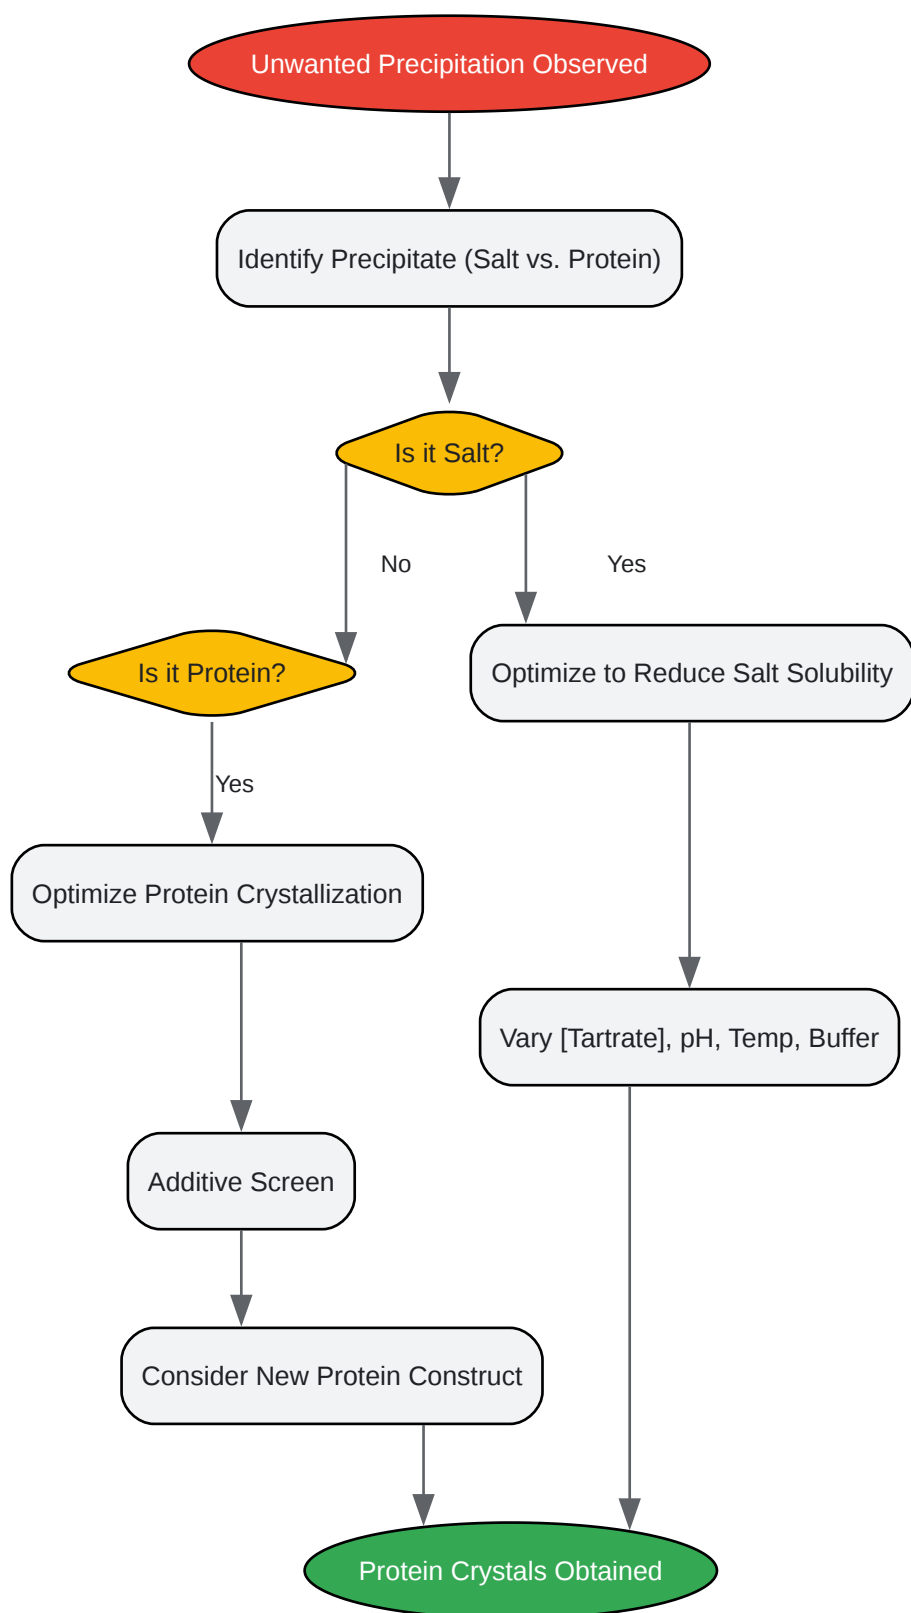 Unwanted Precipitation Observed
Identify Precipitate (Salt vs. Protein)
Is it Salt?
No
Yes
Is it Protein?
Optimize to Reduce Salt Solubility
Yes
Optimize Protein Crystallization
Vary [Tartrate], pH, Temp, Buffer
Additive Screen
Consider New Protein Construct
Protein Crystals Obtained